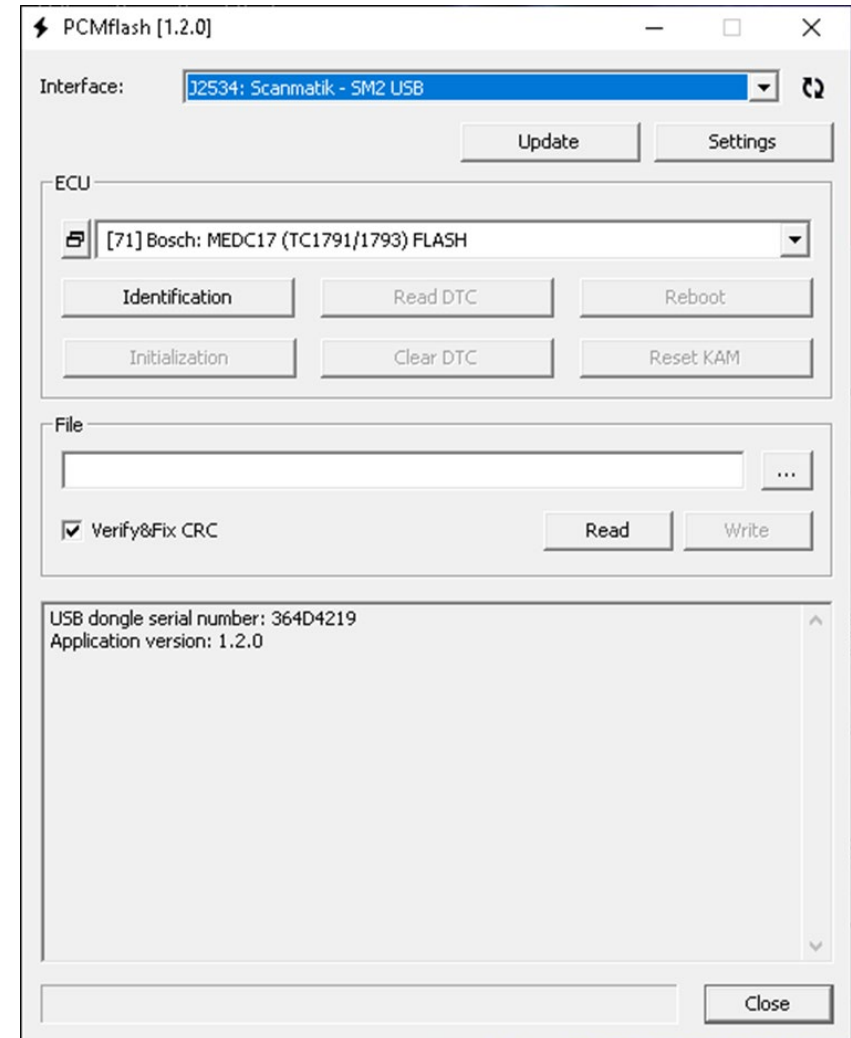 PCMflash [1.2.0]
Interface: J2534: Scanmatik - SM2 USB
Update Settings
ECU
[71] Bosch: MEDC17 (TC1791/1793) FLASH
Identification Read DTC Reboot
Initialization Clear DTC Reset KAM
File
...
Verify&Fix CRC Read Write
USB dongle serial number: 364D4219
Application version: 1.2.0
Close